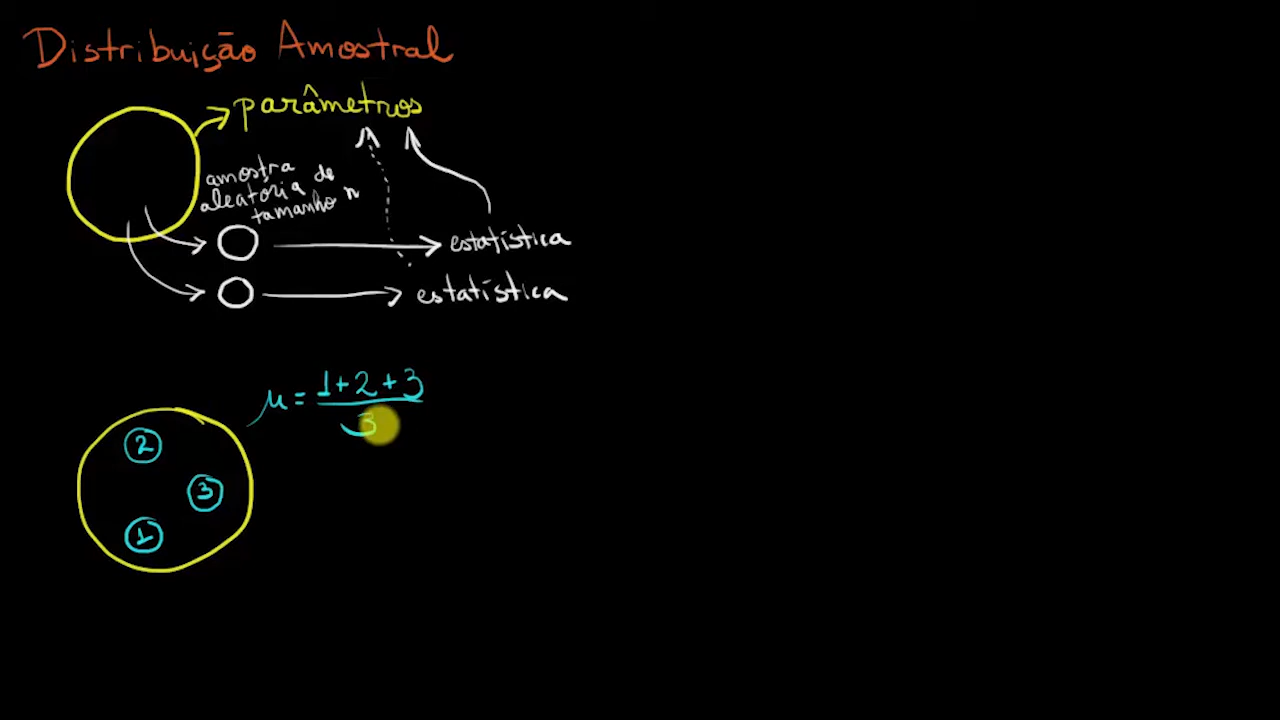 Distribuição Amostral
parâmetros
amostra
aleatória de
tamanho n
estatística
estatística
μ = 1+2+3
3
2
3
1